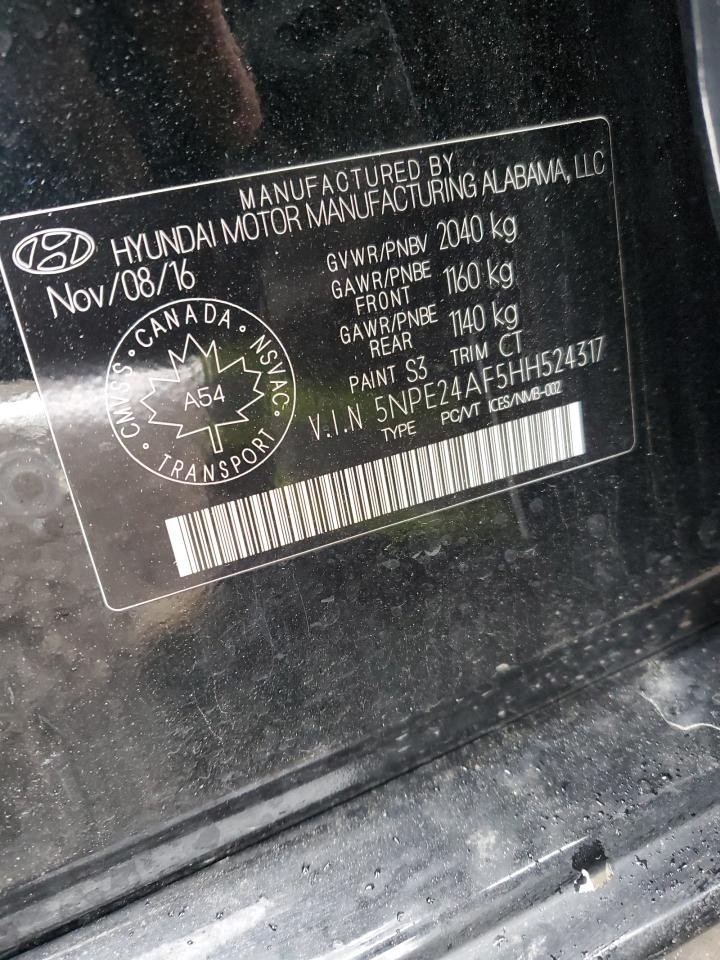 MANUFACTURED BY
HYUNDAI MOTOR MANUFACTURING ALABAMA, LLC
Nov/08/16
GVWR/PNBV 2040 kg
GAWR/PNBE FRONT 1160 kg
GAWR/PNBE REAR 1140 kg
PAINT S3 TRIM CT
V.I.N 5NPE24AF5HH524317
TYPE PC/VT ICES/NMB-002
CANADA • NSVAC • TRANSPORT • CMVSS •
A54